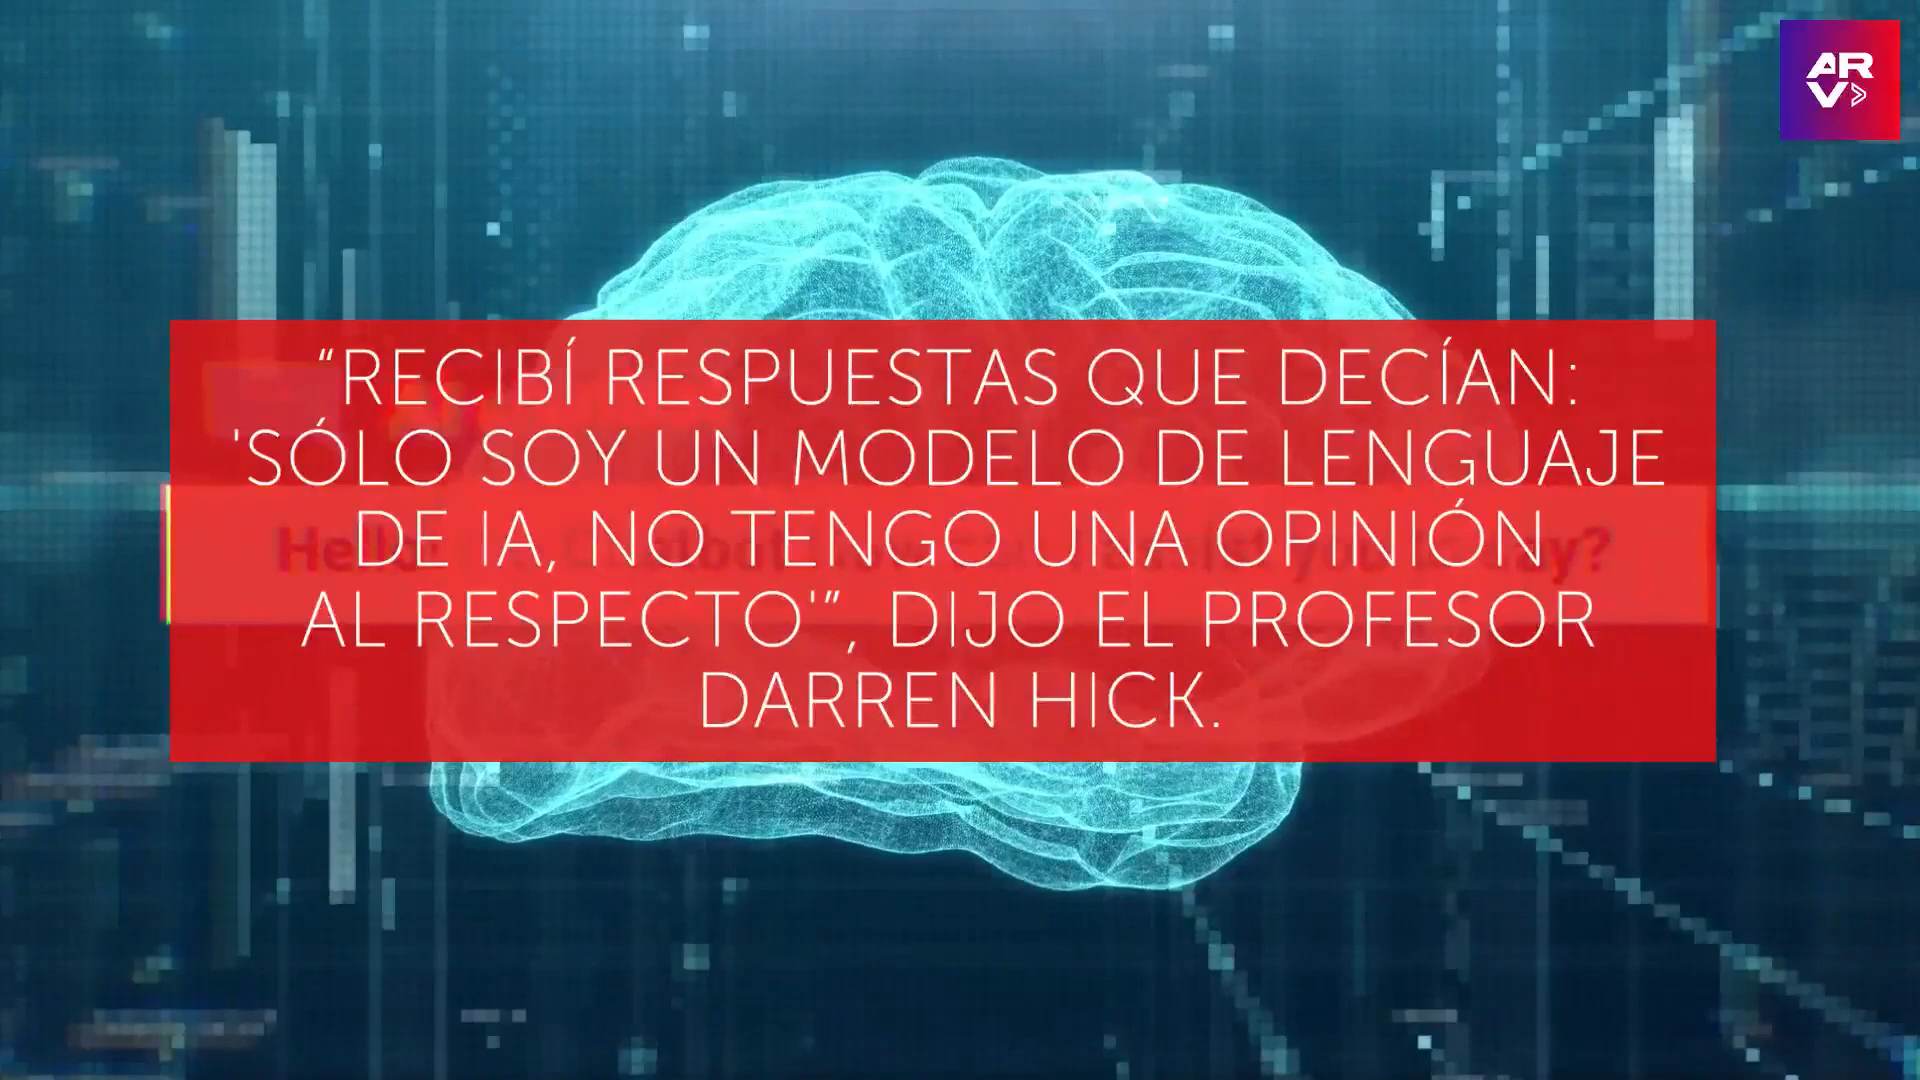 AR
V
“RECIBÍ RESPUESTAS QUE DECÍAN:
'SÓLO SOY UN MODELO DE LENGUAJE
DE IA, NO TENGO UNA OPINIÓN
AL RESPECTO'”, DIJO EL PROFESOR
DARREN HICK.